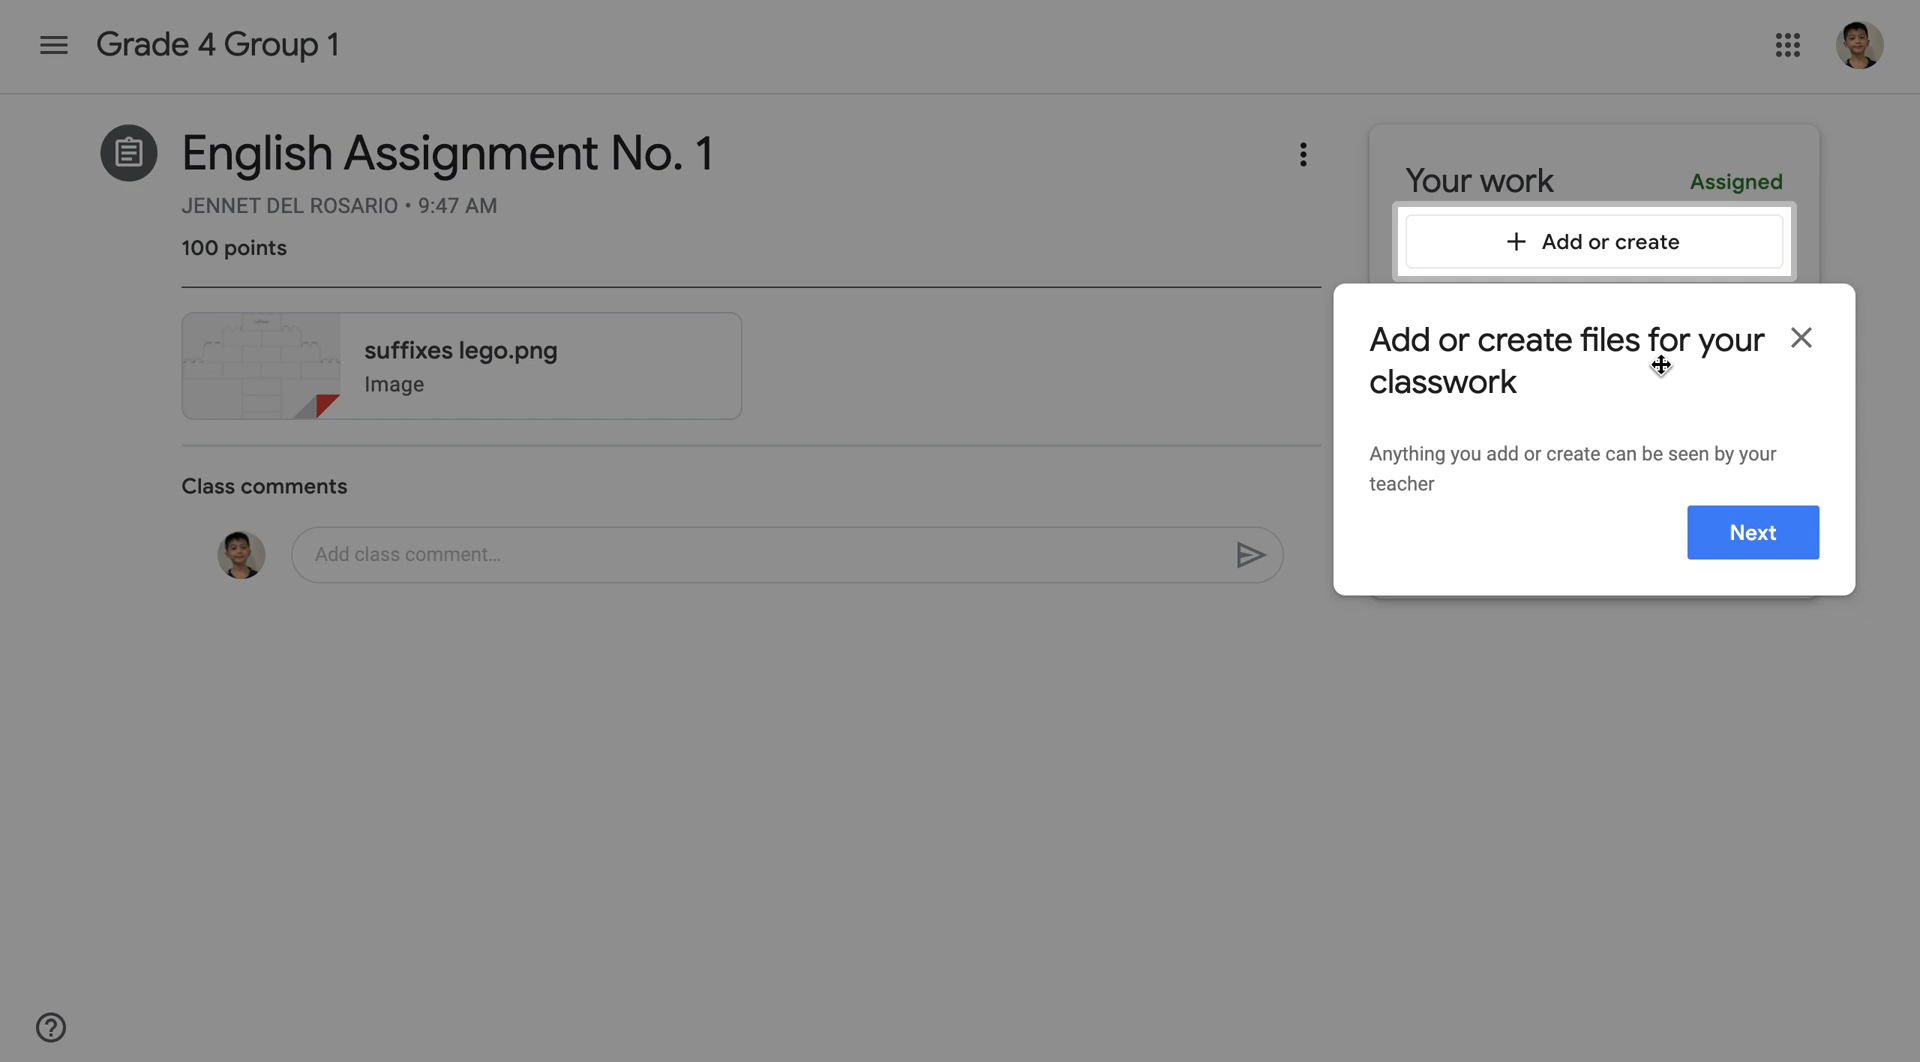 Grade 4 Group 1
English Assignment No. 1
JENNET DEL ROSARIO • 9:47 AM
100 points
suffixes lego.png
Image
Class comments
Add class comment...
Your work
Assigned
+ Add or create
Add or create files for your
classwork
Anything you add or create can be seen by your
teacher
Next